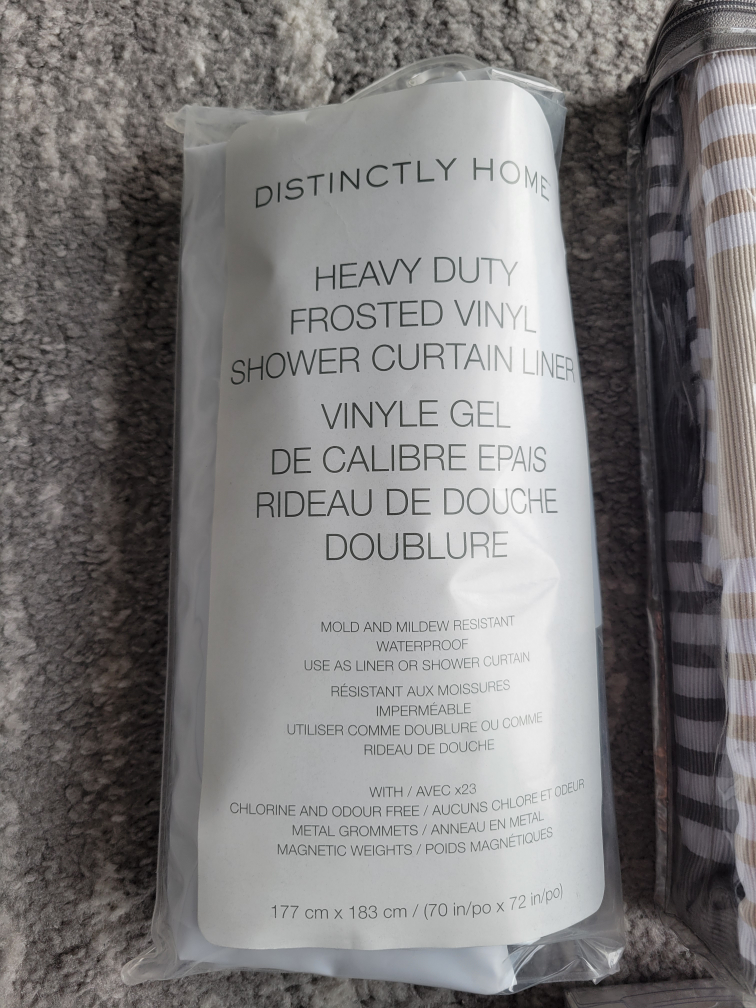 DISTINCTLY HOME
HEAVY DUTY
FROSTED VINYL
SHOWER CURTAIN LINER
VINYLE GEL
DE CALIBRE EPAIS
RIDEAU DE DOUCHE
DOUBLURE
MOLD AND MILDEW RESISTANT
WATERPROOF
USE AS LINER OR SHOWER CURTAIN
RÉSISTANT AUX MOISSURES
IMPERMÉABLE
UTILISER COMME DOUBLURE OU COMME
RIDEAU DE DOUCHE
WITH / AVEC x23
CHLORINE AND ODOUR FREE / AUCUNS CHLORE ET ODEUR
METAL GROMMETS / ANNEAU EN METAL
MAGNETIC WEIGHTS / POIDS MAGNÉTIQUES
177 cm x 183 cm / (70 in/po x 72 in/po)